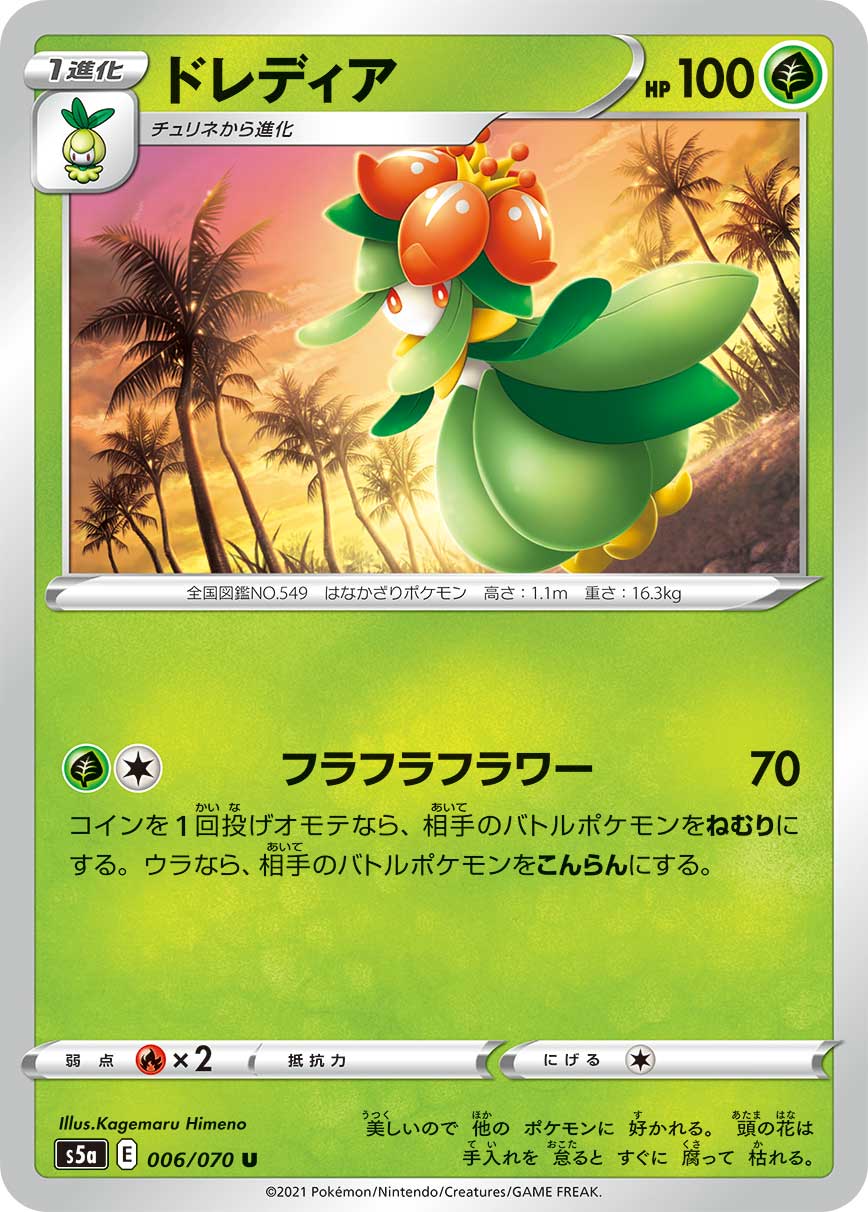 1進化 ドレディア HP 100
チュリネから進化
全国図鑑NO.549 はなかざりポケモン 高さ:1.1m 重さ:16.3kg
フラフラフラワー 70
コインを1回投げオモテなら、相手のバトルポケモンをねむりに
する。ウラなら、相手のバトルポケモンをこんらんにする。
弱点 ×2 抵抗力 にげる
Illus.Kagemaru Himeno
s5a E 006/070 U
美しいので 他の ポケモンに 好かれる。 頭の花は
手入れを 怠ると すぐに 腐って 枯れる。
©2021 Pokémon/Nintendo/Creatures/GAME FREAK.